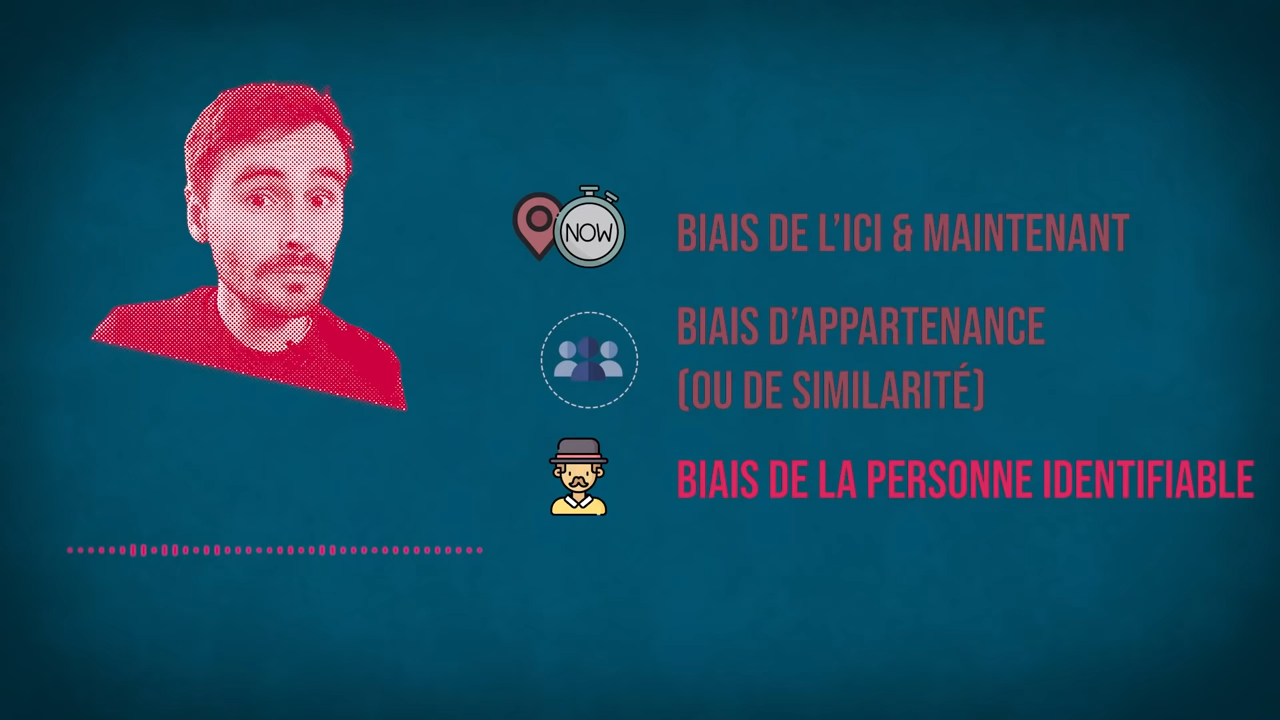 NOW
BIAIS DE L'ICI & MAINTENANT
BIAIS D'APPARTENANCE
(OU DE SIMILARITÉ)
BIAIS DE LA PERSONNE IDENTIFIABLE